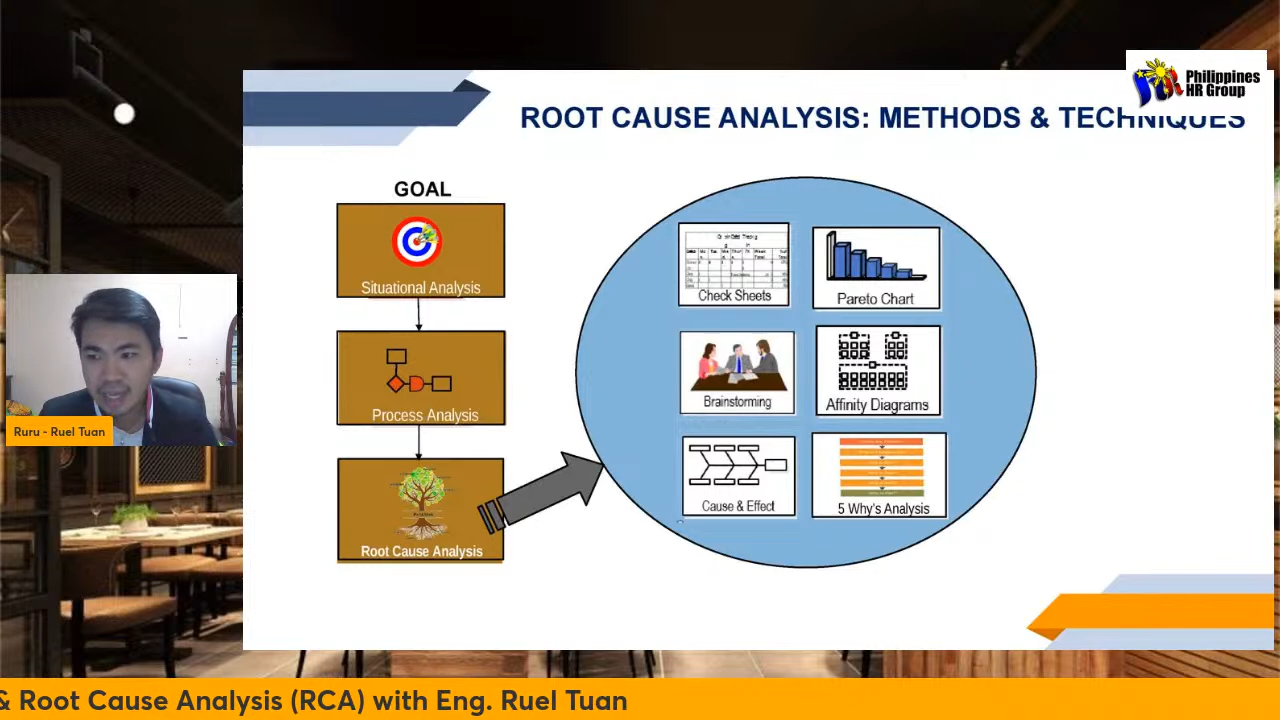 Philippines
HR Group
ROOT CAUSE ANALYSIS: METHODS & TECHNIQUES
GOAL
Situational Analysis
Process Analysis
Root Cause Analysis
Check Sheets
Pareto Chart
Brainstorming
Affinity Diagrams
Cause & Effect
5 Why's Analysis
Ruru - Ruel Tuan
& Root Cause Analysis (RCA) with Eng. Ruel Tuan